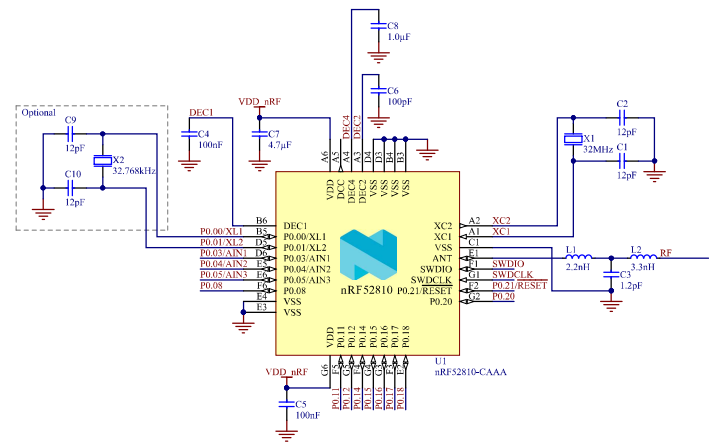 C8
1.0µF
VDD_nRF
C6
100pF
DEC4
DEC2
Optional
C9
12pF
X2
32.768kHz
C10
12pF
DEC1
C4
100nF
C7
4.7µF
C2
12pF
X1
32MHz
C1
12pF
A6
A5
A4
A3
D4
D3
B4
B3
VDD
DCC
DEC4
DEC2
VSS
VSS
VSS
VSS
B6
DEC1
P0.00/XL1
B5
P0.00/XL1
P0.01/XL2
D5
P0.01/XL2
P0.03/AIN1
D6
P0.03/AIN1
P0.04/AIN2
E5
P0.04/AIN2
P0.05/AIN3
E6
P0.05/AIN3
P0.08
F6
P0.08
E4
VSS
E3
VSS
nRF52810
XC2
A2
XC2
XC1
A1
XC1
VSS
C1
ANT
E1
SWDIO
F1
SWDIO
SWDCLK
G1
SWDCLK
P0.21/RESET
F2
P0.21/RESET
P0.20
G2
P0.20
L1
2.2nH
L2
3.3nH
RF
C3
1.2pF
VDD
P0.11
P0.12
P0.14
P0.15
P0.16
P0.17
P0.18
U1
nRF52810-CAAA
G6
F5
G5
F4
G4
G3
F3
E2
VDD_nRF
C5
100nF
P0.11
P0.12
P0.14
P0.15
P0.16
P0.17
P0.18